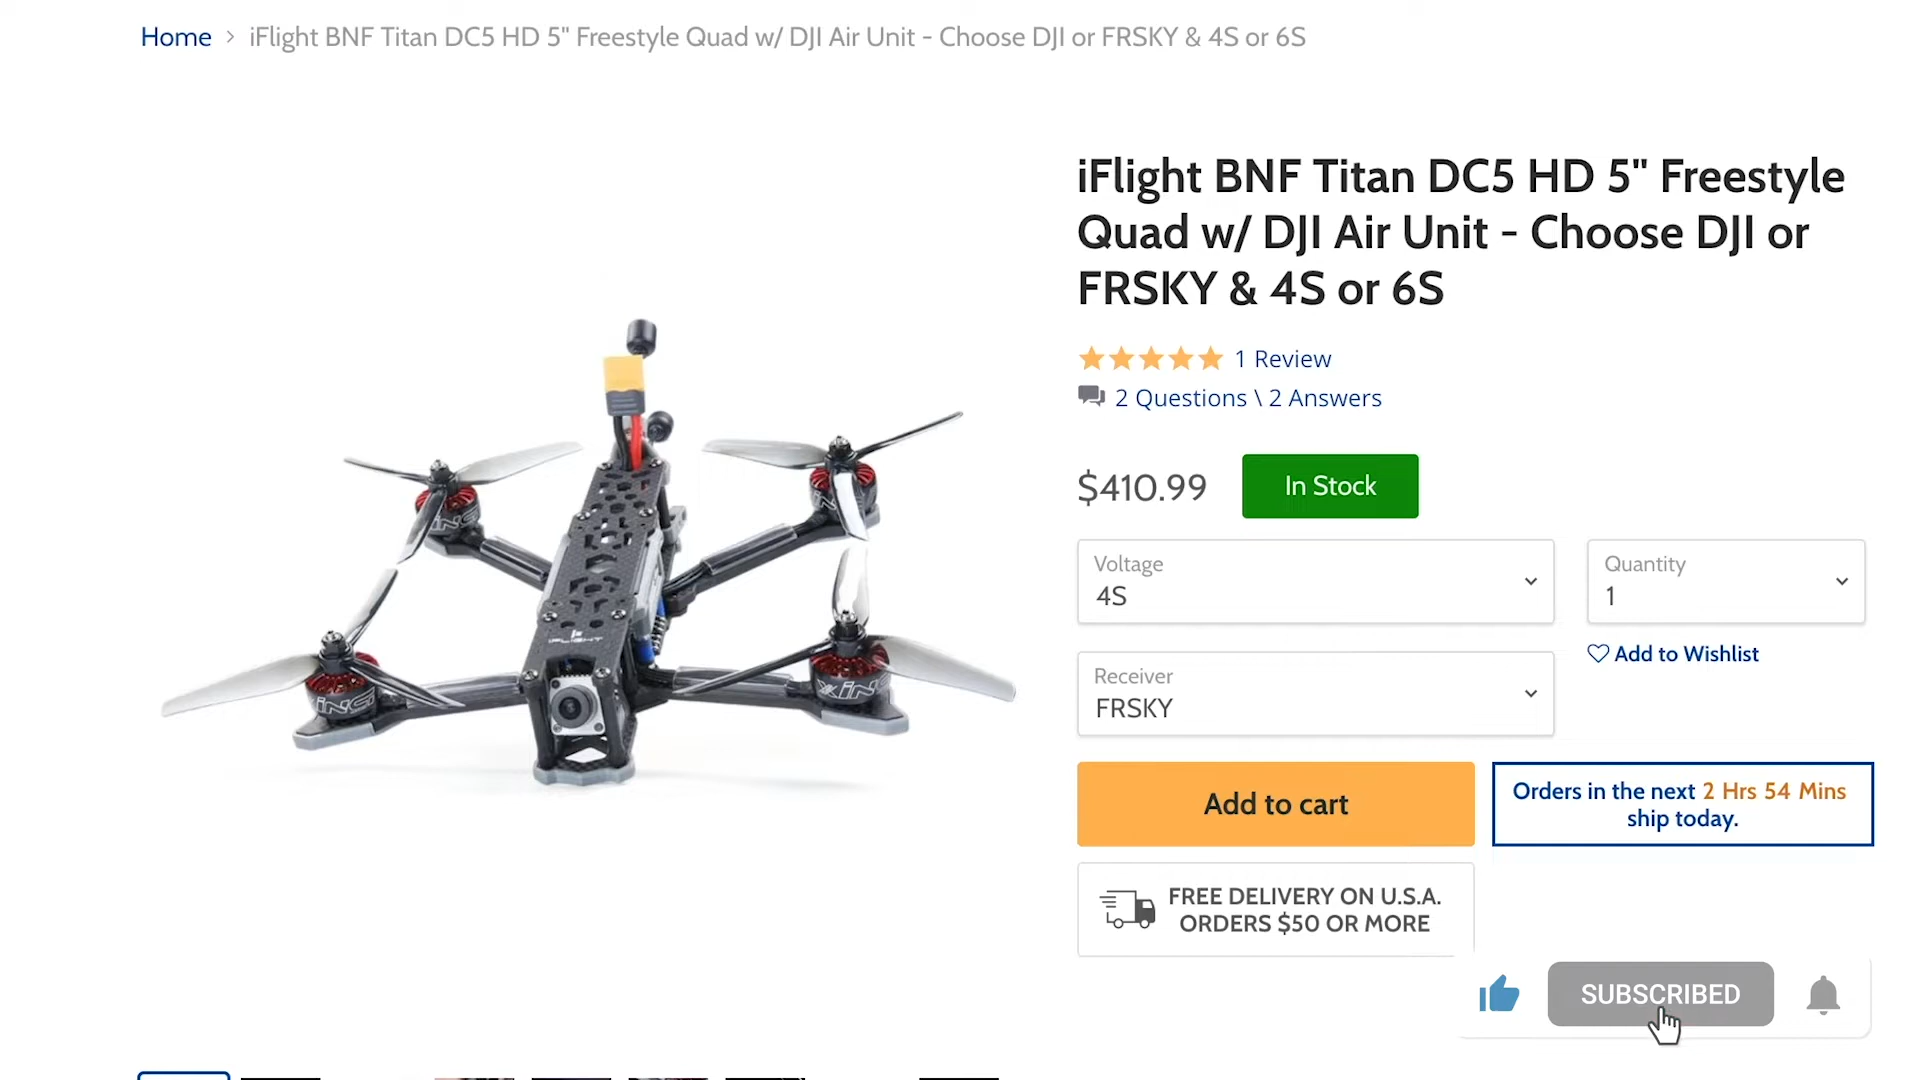 Home > iFlight BNF Titan DC5 HD 5" Freestyle Quad w/ DJI Air Unit - Choose DJI or FRSKY & 4S or 6S
iFlight BNF Titan DC5 HD 5" Freestyle
Quad w/ DJI Air Unit - Choose DJI or
FRSKY & 4S or 6S
1 Review
2 Questions \ 2 Answers
$410.99
In Stock
Voltage
4S
Quantity
1
Add to Wishlist
Receiver
FRSKY
Add to cart
Orders in the next 2 Hrs 54 Mins
ship today.
FREE DELIVERY ON U.S.A.
ORDERS $50 OR MORE
SUBSCRIBED
IFLIGHT